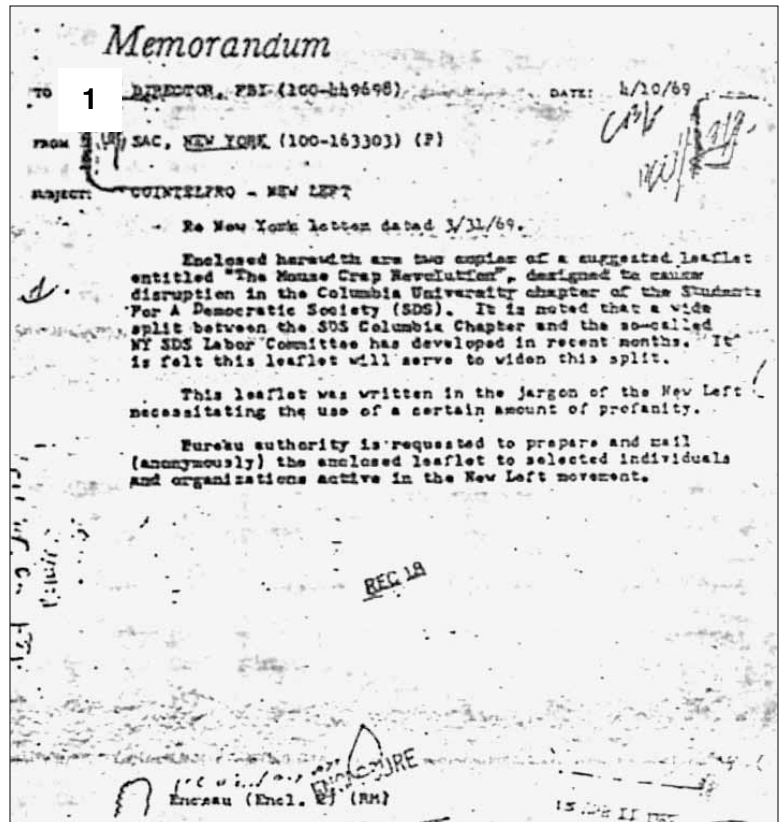 Memorandum
1
TO DIRECTOR, FBI (100-449698) DATE: 4/10/69
FROM SAC, NEW YORK (100-163303) (P)
SUBJECT: COINTELPRO - NEW LEFT
Re New York letter dated 3/31/69.
Enclosed herewith are two copies of a suggested leaflet
entitled "The Mouse Crap Revolution", designed to cause
disruption in the Columbia University chapter of the Students
For A Democratic Society (SDS). It is noted that a wide
split between the SDS Columbia Chapter and the so-called
NY SDS Labor Committee has developed in recent months. It
is felt this leaflet will serve to widen this split.
This leaflet was written in the jargon of the New Left
necessitating the use of a certain amount of profanity.
Bureau authority is requested to prepare and mail
(anonymously) the enclosed leaflet to selected individuals
and organizations active in the New Left movement.
REC 18
ENCLOSURE
(Encl. 2) (RM)